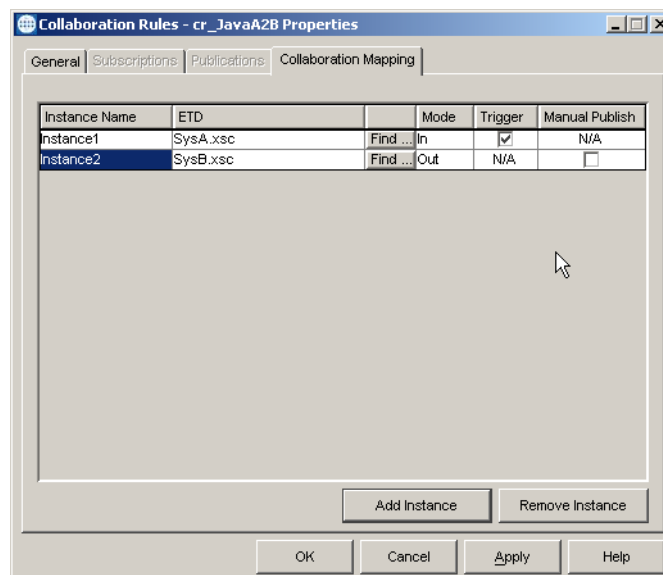 Collaboration Rules - cr_JavaA2B Properties
General Subscriptions Publications Collaboration Mapping
Instance Name ETD Mode Trigger Manual Publish
Instance1 SysA.xsc Find ... In N/A
Instance2 SysB.xsc Find ... Out N/A
Add Instance Remove Instance
OK Cancel Apply Help